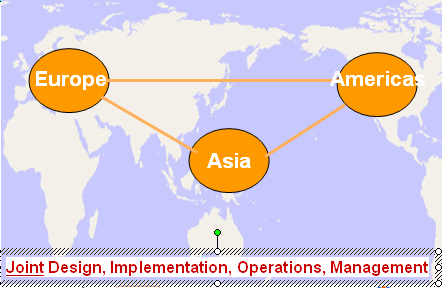 Europe
Americas
Asia
Joint Design, Implementation, Operations, Management